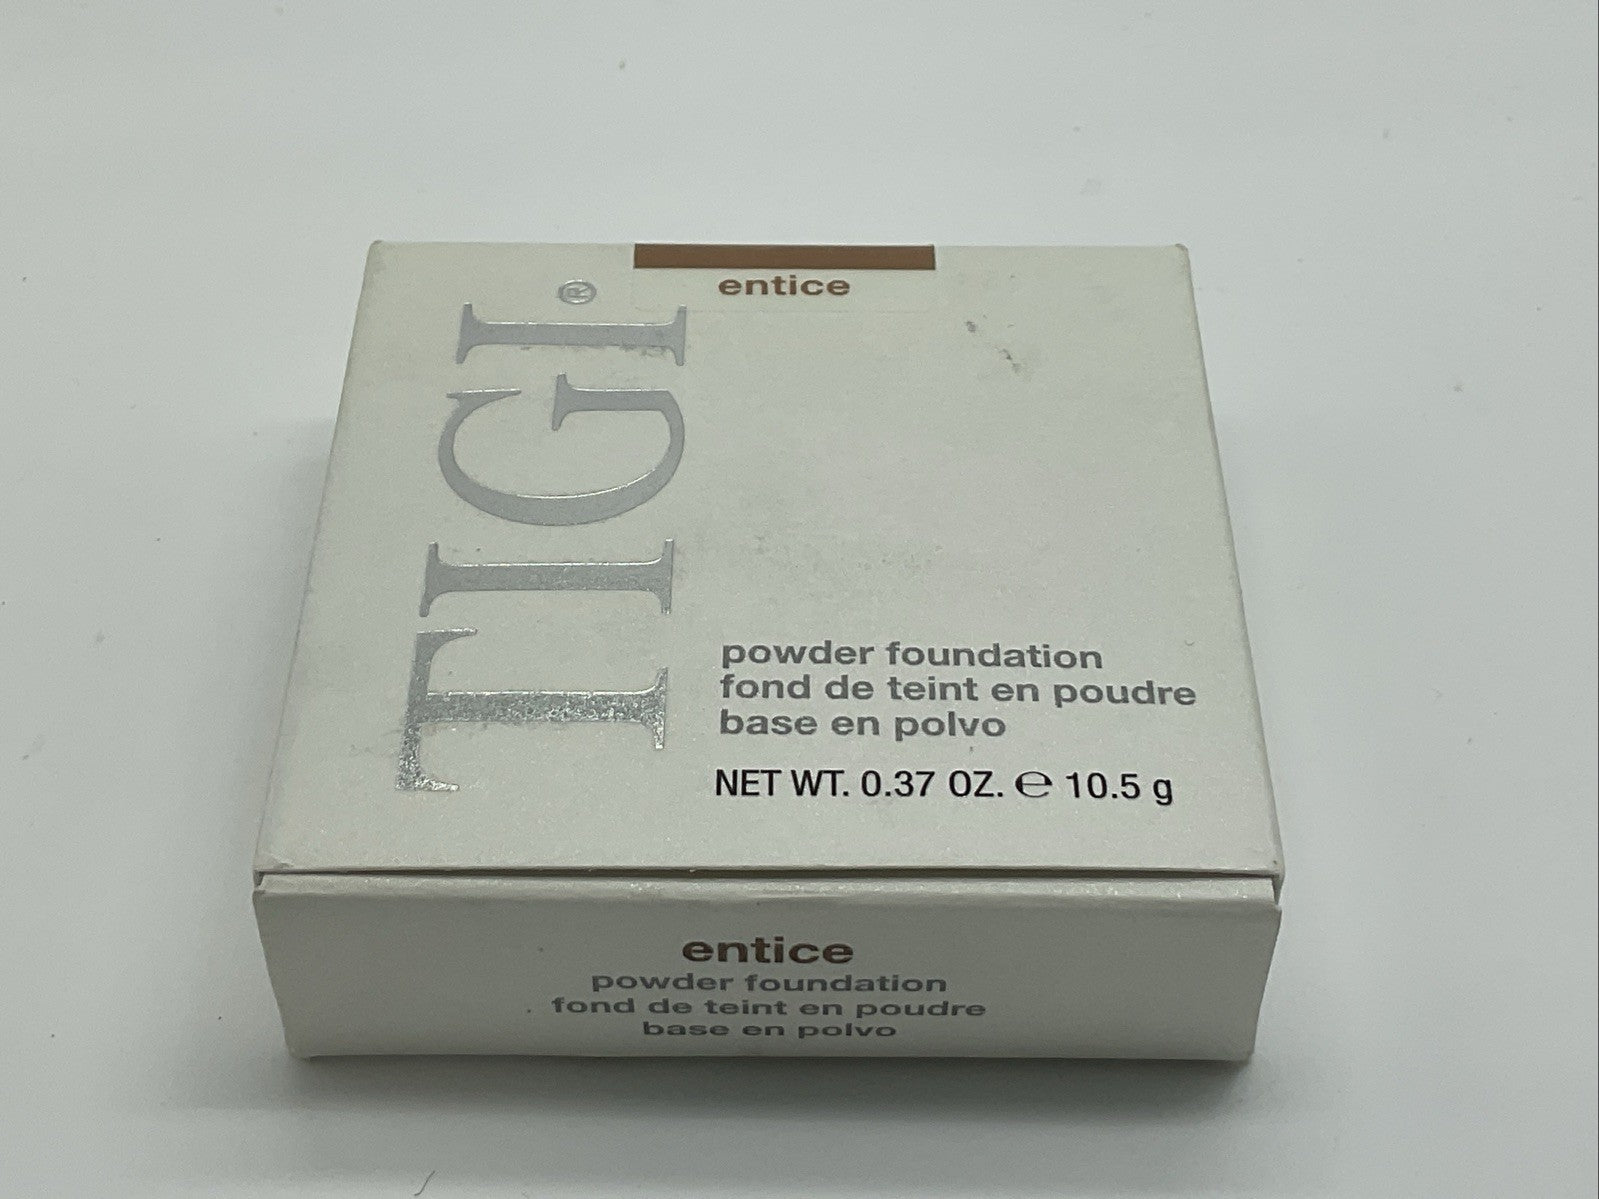 entice
TIGI®
powder foundation
fond de teint en poudre
base en polvo
NET WT. 0.37 OZ. ℮ 10.5 g
entice
powder foundation
fond de teint en poudre
base en polvo